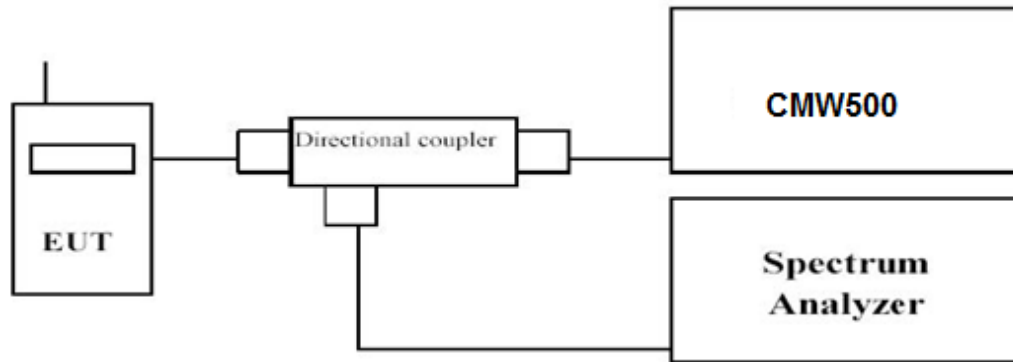 EUT
Directional coupler
CMW500
Spectrum
Analyzer